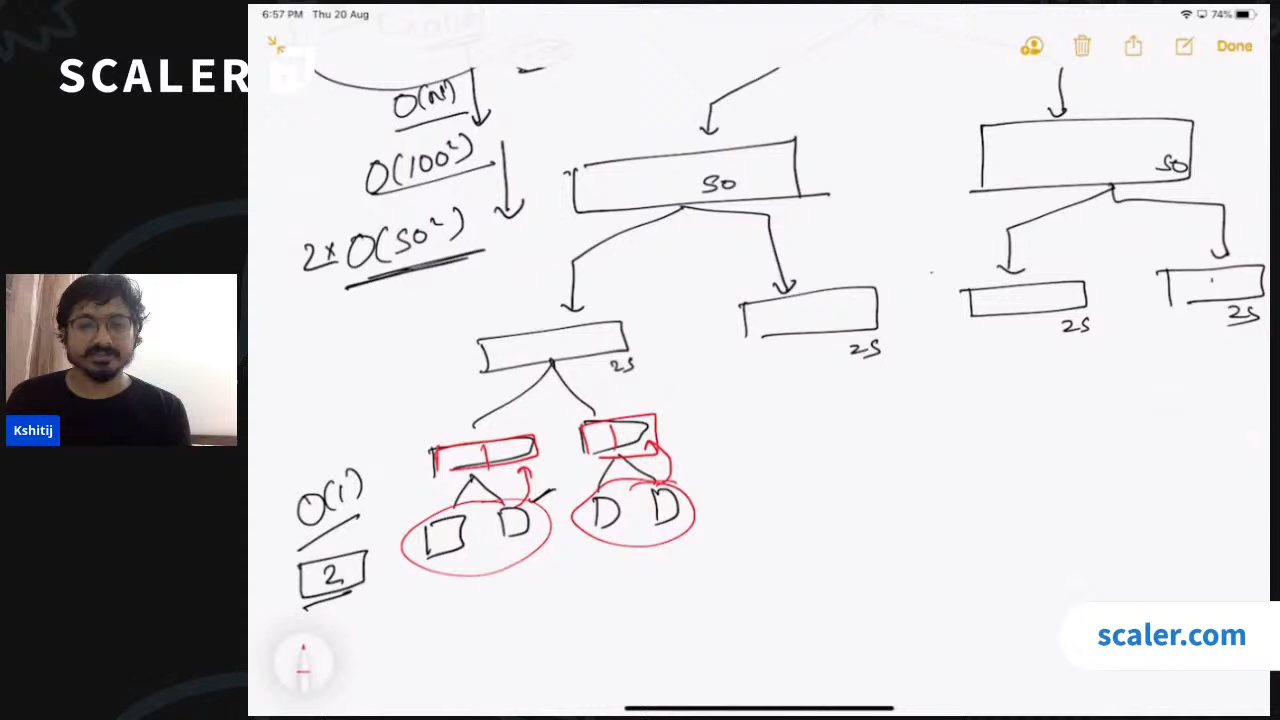 6:57 PM Thu 20 Aug
74%
Done
SCALER
O(N²)
O(100²)
2 × O(50²)
50
50
25
25
25
25
Kshitij
O(1)
2
scaler.com